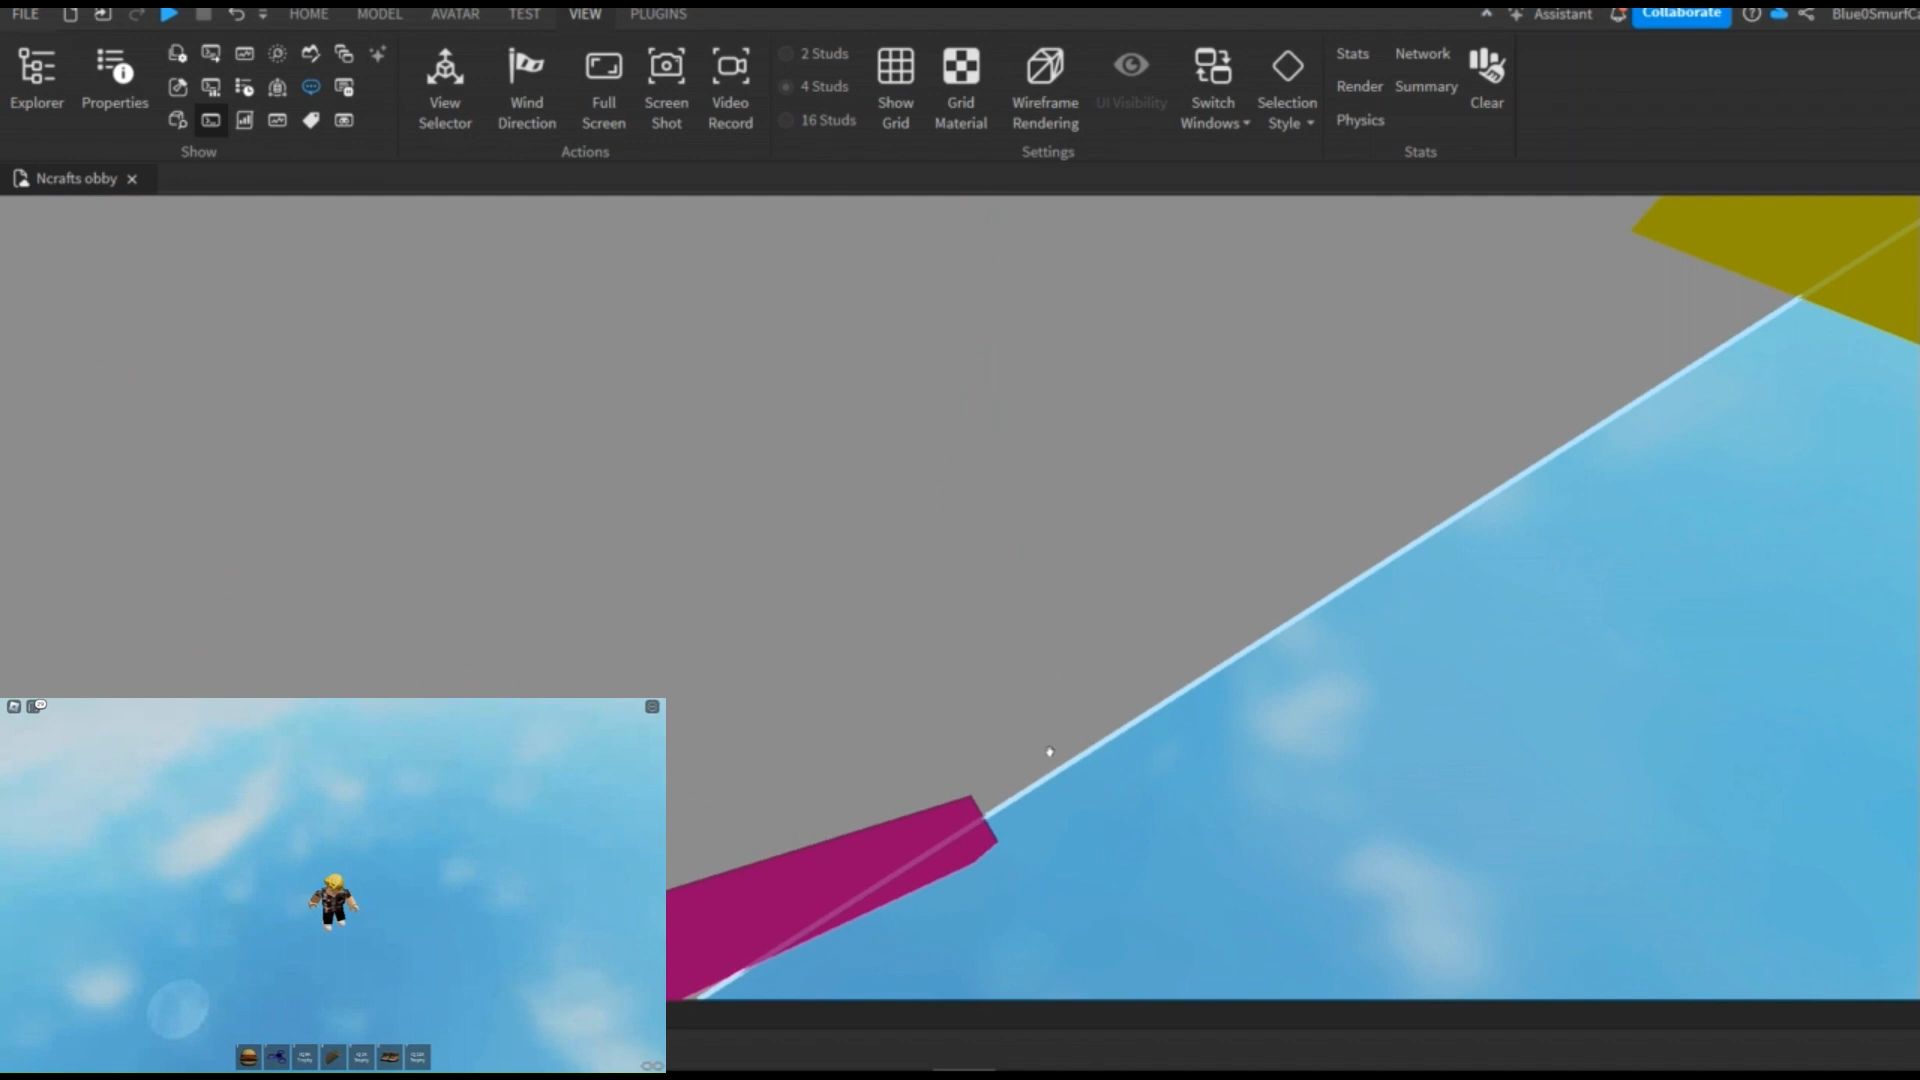 FILE HOME MODEL AVATAR TEST VIEW PLUGINS Assistant Collaborate
Explorer
Properties
View
Selector
Wind
Direction
Full
Screen
Screen
Shot
Video
Record
2 Studs
4 Studs
16 Studs
Show
Grid
Grid
Material
Wireframe
Rendering
UI Visibility
Switch
Windows
Selection
Style
Stats Network
Render Summary
Physics
Clear
Show Actions Settings Stats
Ncrafts obby